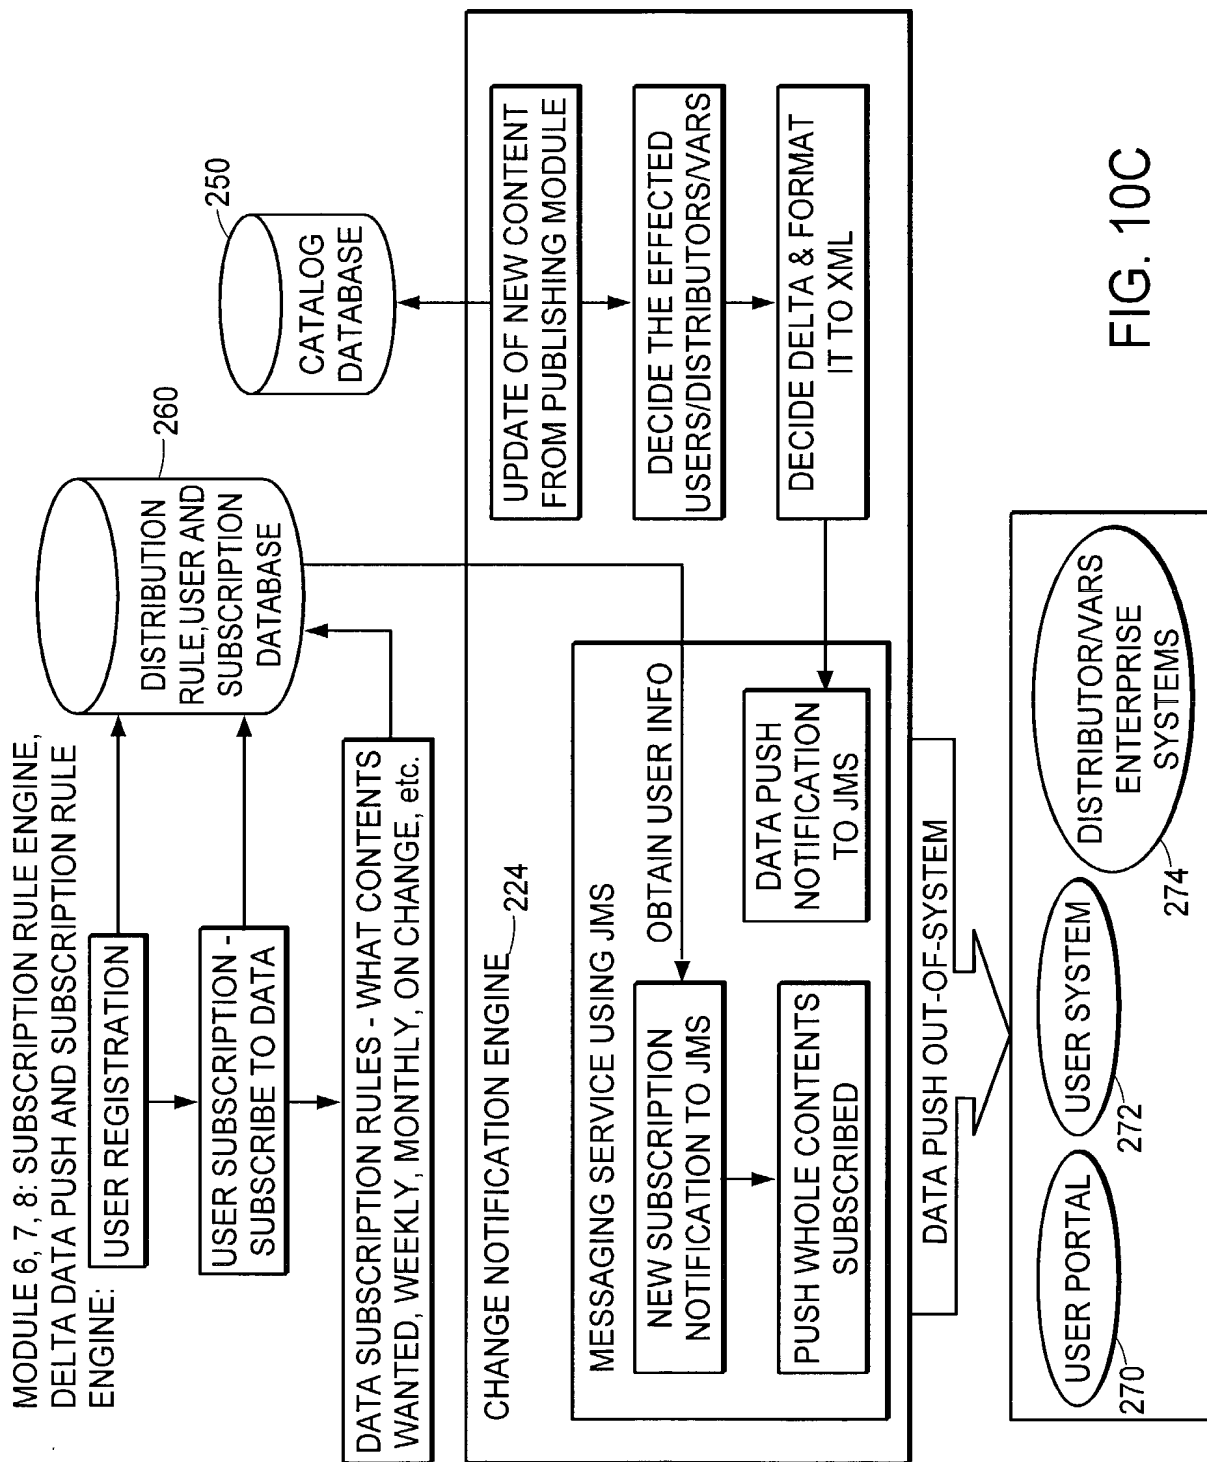 MODULE 6, 7, 8: SUBSCRIPTION RULE ENGINE,
DELTA DATA PUSH AND SUBSCRIPTION RULE
ENGINE:
USER REGISTRATION
USER SUBSCRIPTION -
SUBSCRIBE TO DATA
DATA SUBSCRIPTION RULES - WHAT CONTENTS
WANTED, WEEKLY, MONTHLY, ON CHANGE, etc.
260
DISTRIBUTION
RULE,USER AND
SUBSCRIPTION
DATABASE
250
CATALOG
DATABASE
CHANGE NOTIFICATION ENGINE
224
MESSAGING SERVICE USING JMS
OBTAIN USER INFO
NEW SUBSCRIPTION
NOTIFICATION TO JMS
PUSH WHOLE CONTENTS
SUBSCRIBED
DATA PUSH
NOTIFICATION
TO JMS
UPDATE OF NEW CONTENT
FROM PUBLISHING MODULE
DECIDE THE EFFECTED
USERS/DISTRIBUTORS/VARS
DECIDE DELTA & FORMAT
IT TO XML
DATA PUSH OUT-OF-SYSTEM
USER PORTAL
270
USER SYSTEM
272
DISTRIBUTOR/VARS
ENTERPRISE
SYSTEMS
274
FIG. 10C